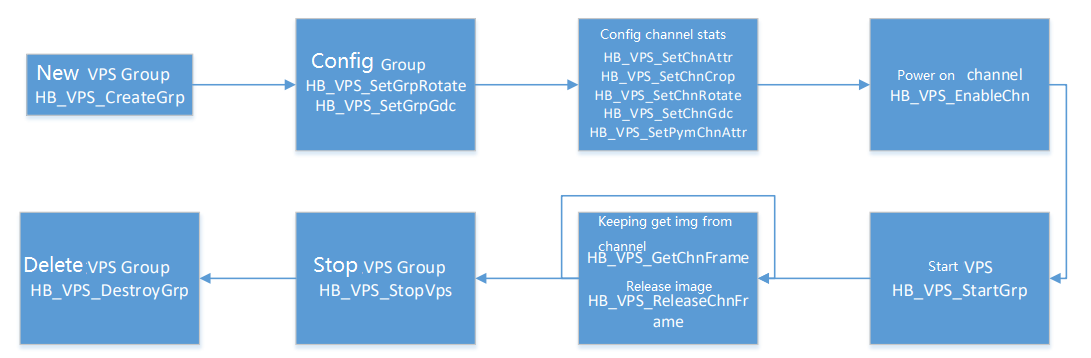 New VPS Group
HB_VPS_CreateGrp
Config Group
HB_VPS_SetGrpRotate
HB_VPS_SetGrpGdc
Config channel stats
HB_VPS_SetChnAttr
HB_VPS_SetChnCrop
HB_VPS_SetChnRotate
HB_VPS_SetChnGdc
HB_VPS_SetPymChnAttr
Power on channel
HB_VPS_EnableChn
Start VPS
HB_VPS_StartGrp
Keeping get img from
channel
HB_VPS_GetChnFrame
Release image
HB_VPS_ReleaseChnFr
ame
Stop VPS Group
HB_VPS_StopVps
Delete VPS Group
HB_VPS_DestroyGrp